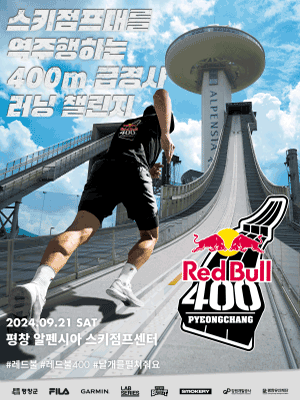 스키점프대를
역주행하는
400m 급경사
러닝 챌린지
ALPENSIA
Red Bull
400
PYEONGCHANG
2024.09.21 SAT
평창 알펜시아 스키점프센터
#레드불 #레드불400 #날개를펼쳐줘요
평창군 FILA GARMIN LAB SERIES SMOKERY